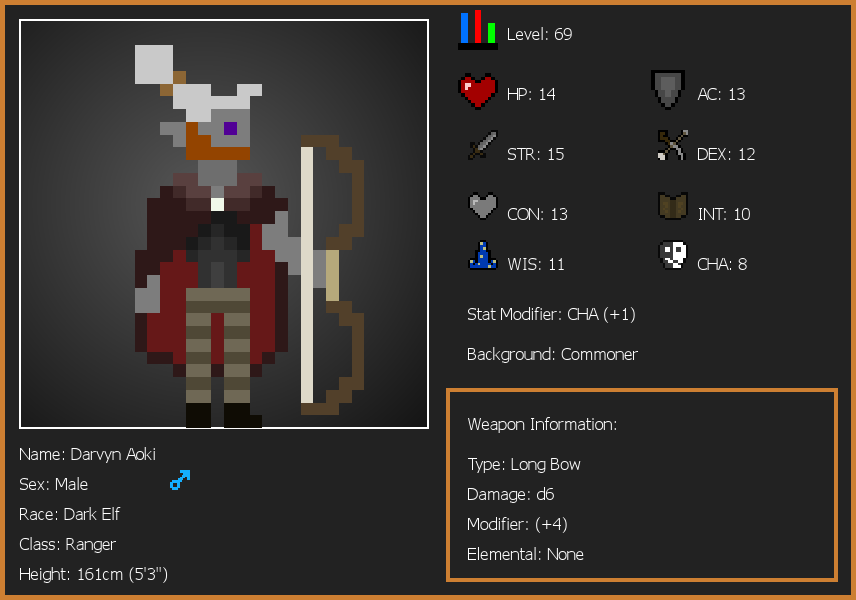 Level: 69
HP: 14
AC: 13
STR: 15
DEX: 12
CON: 13
INT: 10
WIS: 11
CHA: 8
Stat Modifier: CHA (+1)
Background: Commoner
Weapon Information:
Type: Long Bow
Damage: d6
Modifier: (+4)
Elemental: None
Name: Darvyn Aoki
Sex: Male
Race: Dark Elf
Class: Ranger
Height: 161cm (5'3")